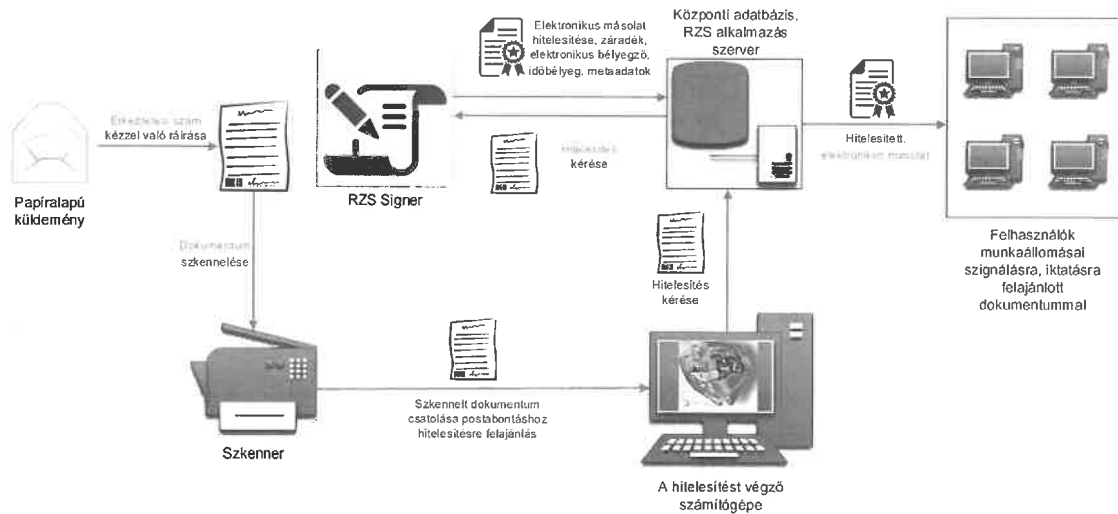 Elektronikus másolat
hitelesítése, záradék,
elektronikus bélyegző,
időbélyeg, metaadatok
Központi adatbázis,
RZS alkalmazás
szerver
Érkeztetési szám
kézzel való ráírása
Papíralapú
küldemény
RZS Signer
Hitelesítés
kérése
Hitelesített,
elektronikus másolat
Felhasználók
munkaállomásai
szignálásra, iktatásra
felajánlott
dokumentummal
Dokumentum
szkennelése
Hitelesítés
kérése
Szkenner
Szkennelt dokumentum
csatolása postabontáshoz
hitelesítésre felajánlás
A hitelesítést végző
számítógépe